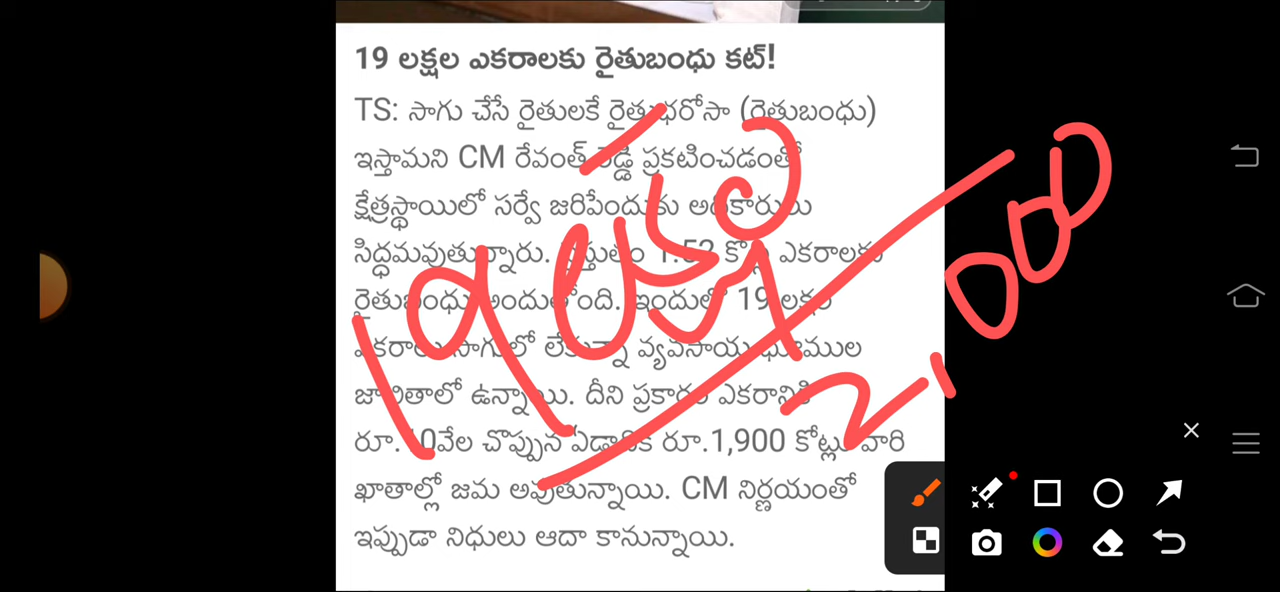 19 లక్షల ఎకరాలకు రైతుబంధు కట్!
TS: సాగు చేసే రైతులకే రైతుభరోసా (రైతుబంధు)
ఇస్తామని CM రేవంత్ రెడ్డి ప్రకటించడంతో
క్షేత్రస్థాయిలో సర్వే జరిపేందుకు అధికారులు
సిద్ధమవుతున్నారు. ప్రస్తుతం 1.52 కోట్ల ఎకరాలకు
రైతుబంధు అందుతోంది. ఇందులో 19 లక్షల
ఎకరాలు సాగులో లేకున్నా వ్యవసాయ భూముల
జాబితాలో ఉన్నాయి. దీని ప్రకారం ఎకరానికి
రూ.10వేల చొప్పున ఏడాదికి రూ.1,900 కోట్లు వారి
ఖాతాల్లో జమ అవుతున్నాయి. CM నిర్ణయంతో
ఇప్పుడా నిధులు ఆదా కానున్నాయి.
19 లక్షల
2,000